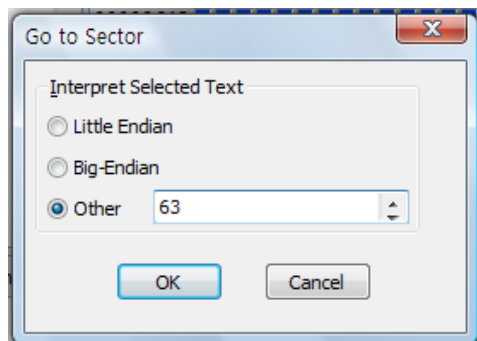 Go to Sector
Interpret Selected Text
Little Endian
Big-Endian
Other 63
OK Cancel